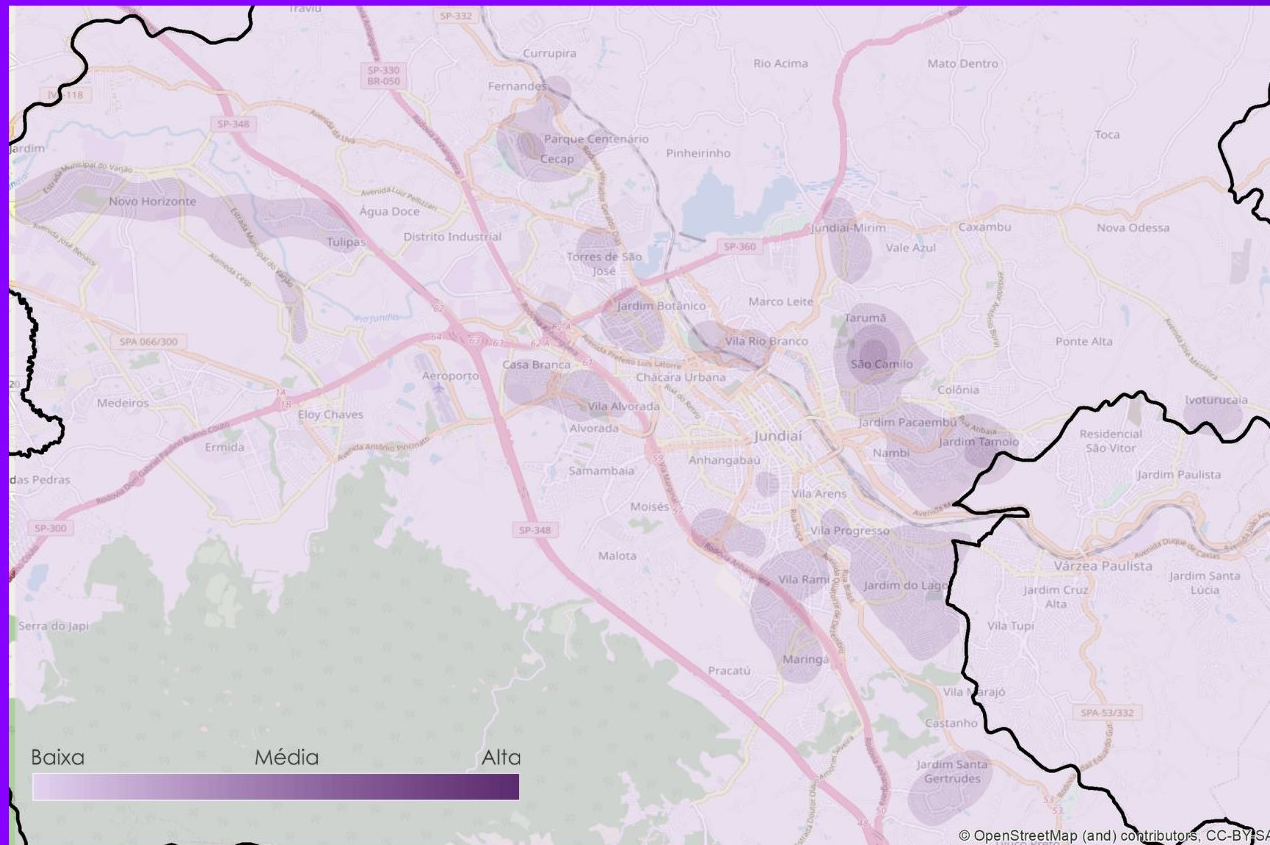 Traviú
SP-332
Currupira
Rio Acima
Mato Dentro
SP-330
BR-050
Fernandes
SP-348
Toca
Parque Centenário
Cecap
Pinheirinho
Jardim
Novo Horizonte
Água Doce
Tulipas
Distrito Industrial
Jundiaí-Mirim
Caxambu
Nova Odessa
SP-360
Vale Azul
Torres de São
José
Jardim Botânico
Marco Leite
Tarumã
SPA 066/300
Vila Rio Branco
Ponte Alta
Casa Branca
São Camilo
Aeroporto
Chácara Urbana
Colônia
Medeiros
Eloy Chaves
Vila Alvorada
Ivoturucaia
Alvorada
Jardim Pacaembú
Jundiaí
Jardim Tamoio
Residencial
São Vitor
Ermida
Nambi
Anhangabaú
Samambaia
Jardim Paulista
das Pedras
Vila Arens
Moisés
SP-300
SP-348
Vila Progresso
Malota
Várzea Paulista
Vila Rami
Jardim do Lago
Jardim Santa
Lúcia
Jardim Cruz
Alta
Serra do Japi
Vila Tupi
Maringá
Pracatú
Vila Marajó
SPA-53/332
Castanho
Jardim Santa
Gertrudes
Baixa Média Alta
© OpenStreetMap (and) contributors, CC-BY-SA